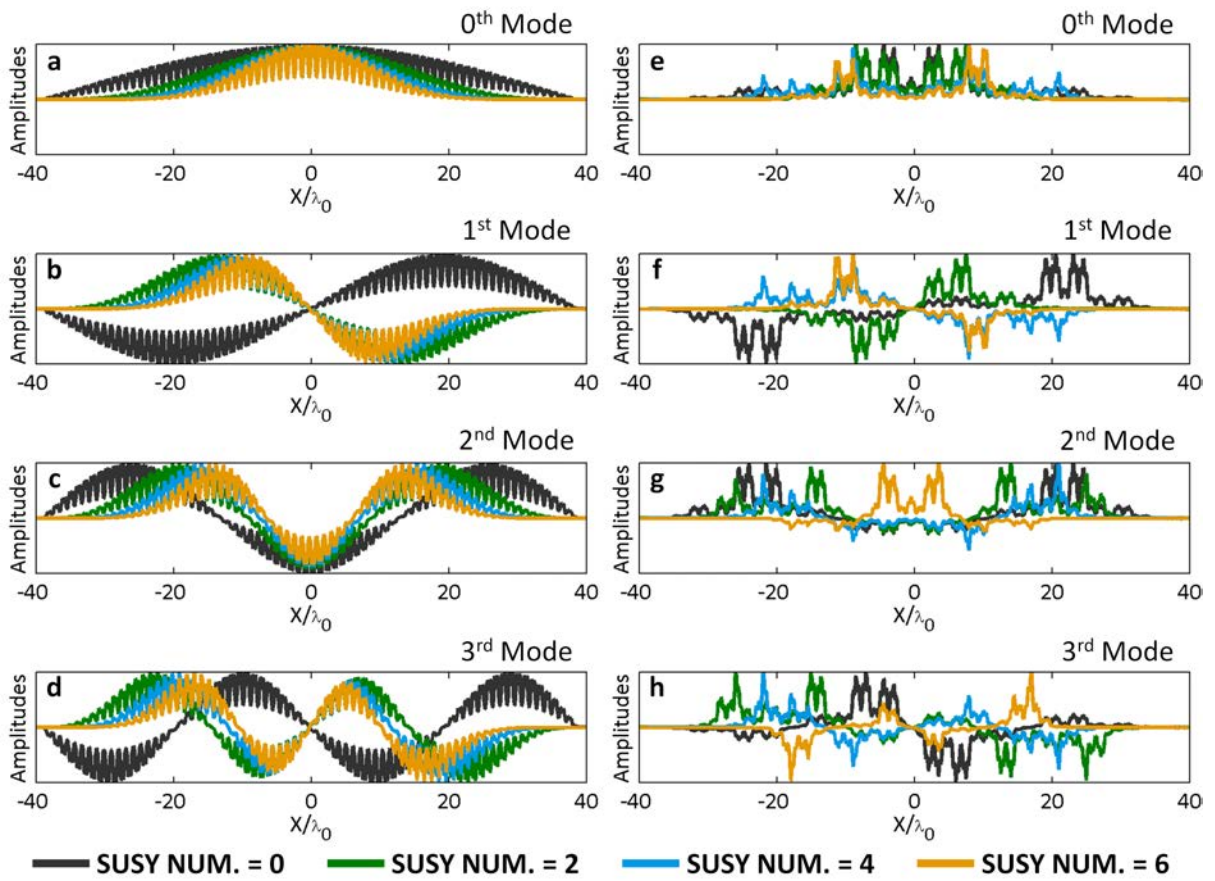 0th Mode
a
Amplitudes
-40 -20 0 20 40
X/λ0
e
0th Mode
Amplitudes
-40 -20 0 20 40
X/λ0
1st Mode
b
Amplitudes
-40 -20 0 20 40
X/λ0
1st Mode
f
Amplitudes
-40 -20 0 20 40
X/λ0
2nd Mode
c
Amplitudes
-40 -20 0 20 40
X/λ0
2nd Mode
g
Amplitudes
-40 -20 0 20 40
X/λ0
3rd Mode
d
Amplitudes
-40 -20 0 20 40
X/λ0
3rd Mode
h
Amplitudes
-40 -20 0 20 40
X/λ0
SUSY NUM. = 0 SUSY NUM. = 2 SUSY NUM. = 4 SUSY NUM. = 6